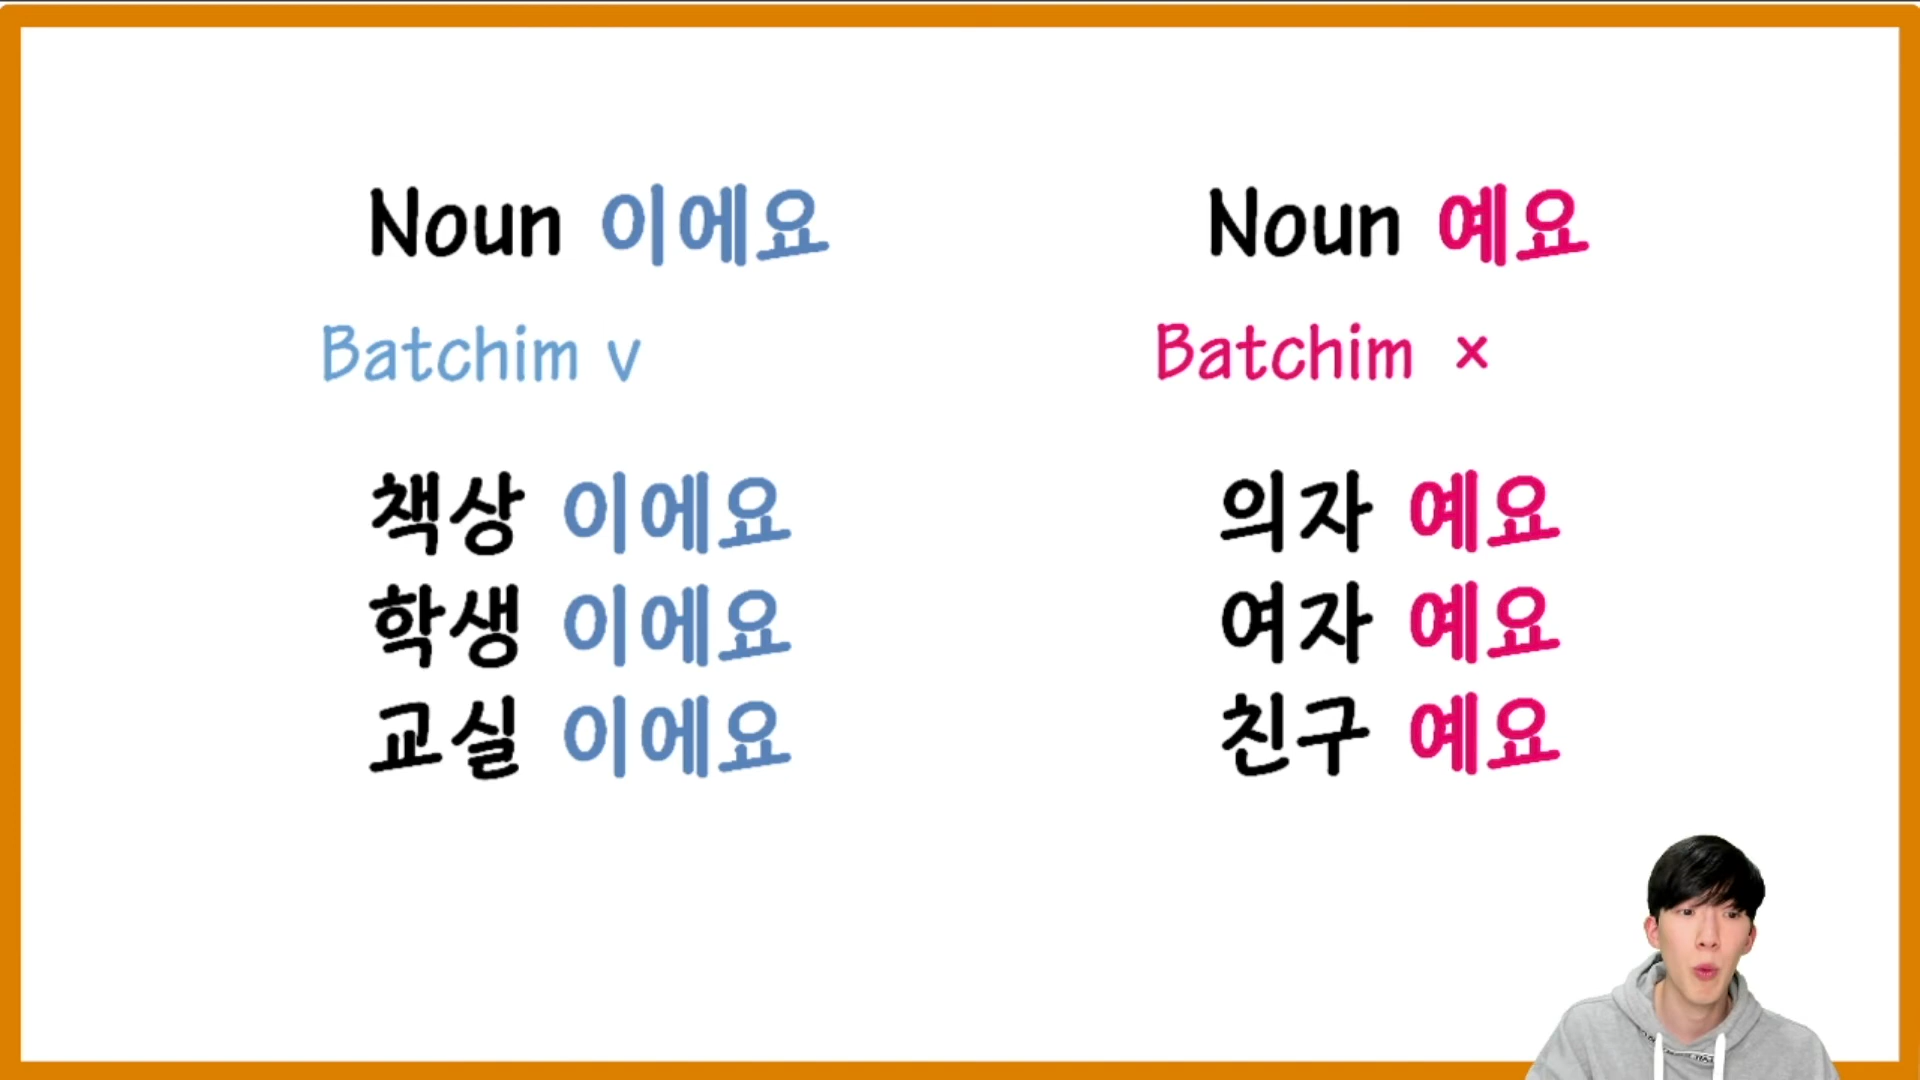 Noun 이에요
Batchim v
책상 이에요
학생 이에요
교실 이에요
Noun 예요
Batchim ×
의자 예요
여자 예요
친구 예요